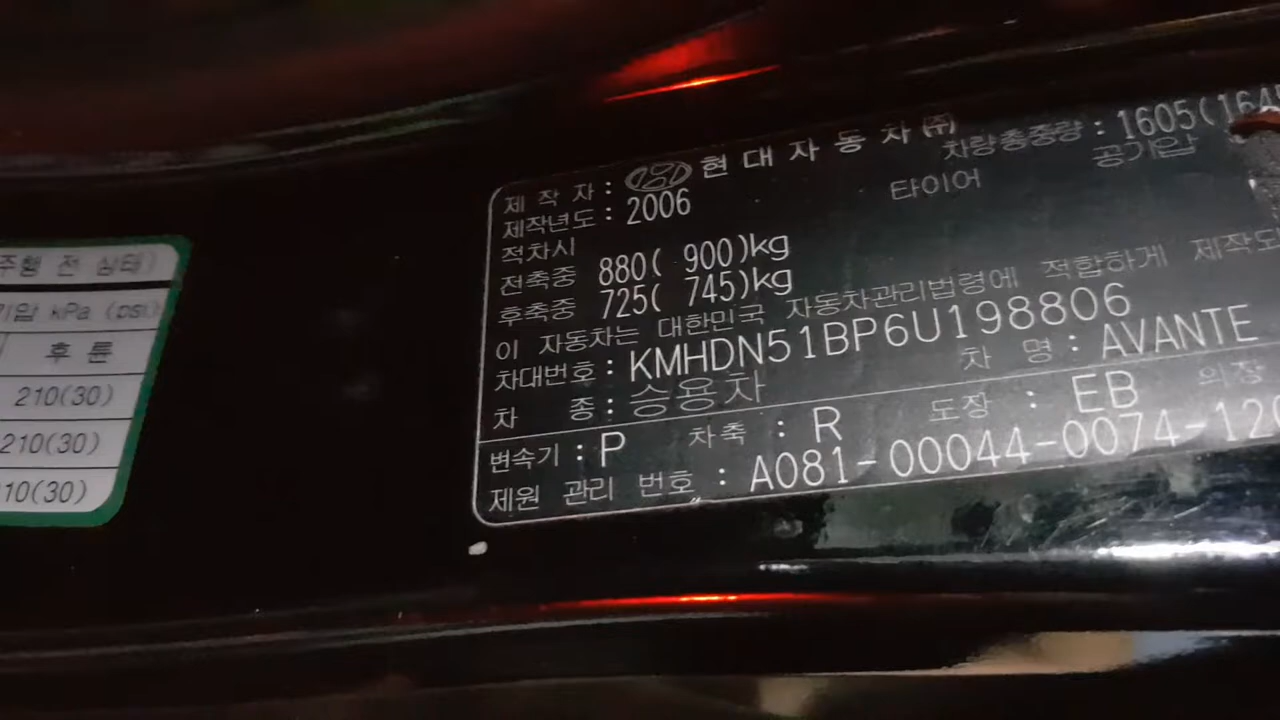 주행 전 상태)
기압 kPa (psi)
후 륜
210(30)
210(30)
10(30)
제 작 자 : 현 대 자 동 차 ㈜
제작년도 : 2006
차량총중량 : 1605(164
적차시
타이어 공기압
전축중 880( 900)kg
후축중 725( 745)kg
이 자동차는 대한민국 자동차관리법령에 적합하게 제작되
차대번호 : KMHDN51BP6U198806
차 종 : 승용차 차 명 : AVANTE
변속기 : P 차축 : R 도장 : EB 의장
제원 관리 번호 : A081-00044-0074-120